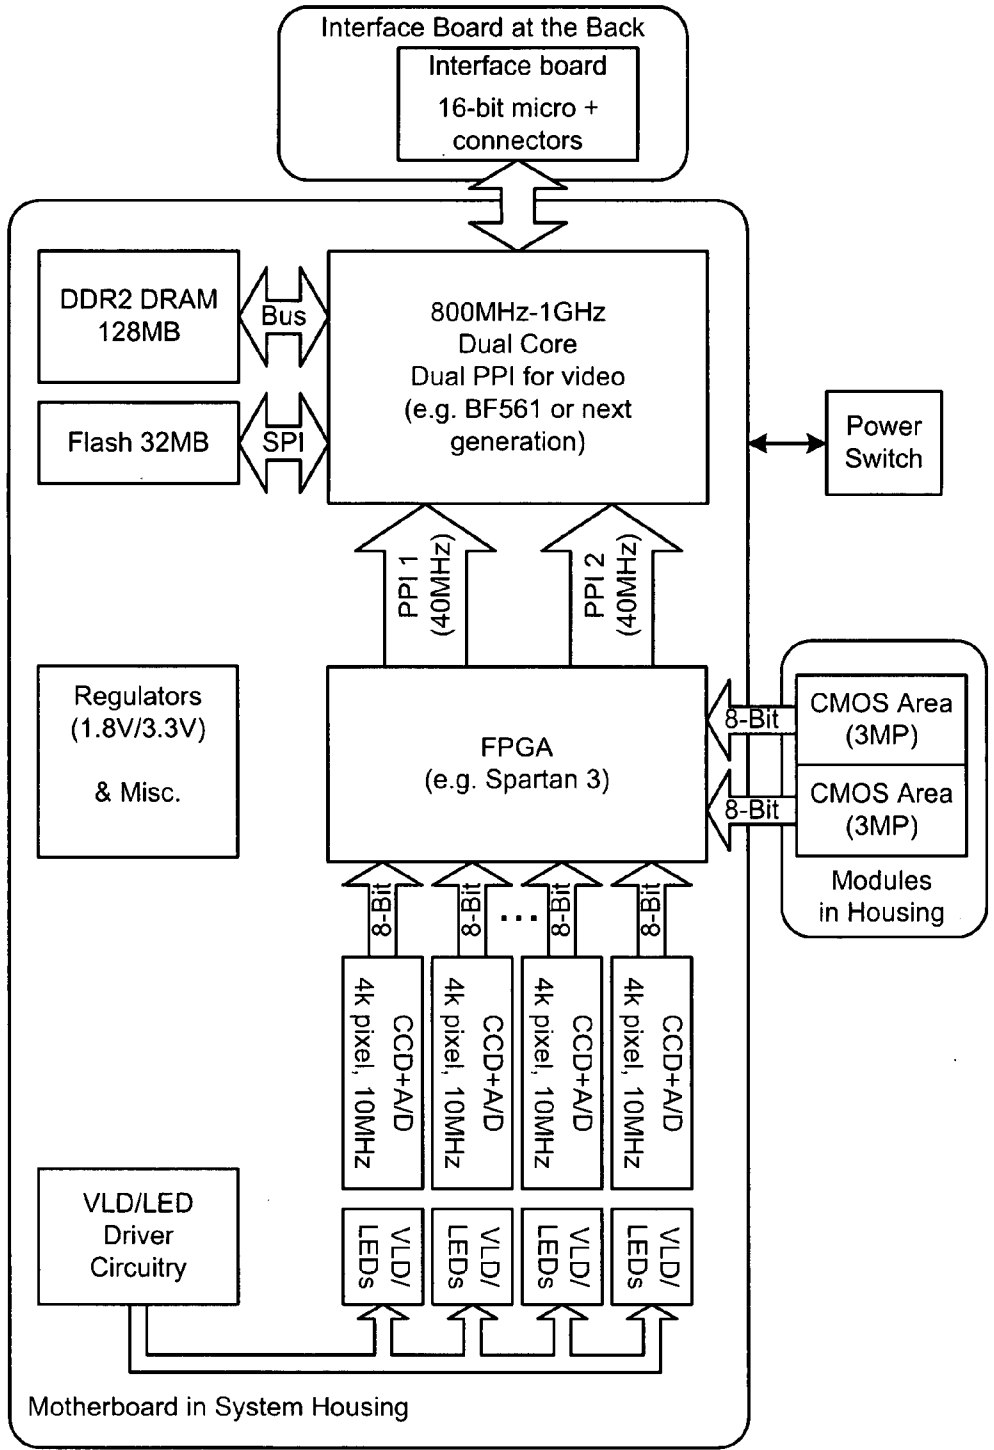 Interface Board at the Back
Interface board
16-bit micro +
connectors
DDR2 DRAM
128MB
Bus
800MHz-1GHz
Dual Core
Dual PPI for video
(e.g. BF561 or next
generation)
Flash 32MB
SPI
Power
Switch
PPI 1
(40MHz)
PPI 2
(40MHz)
Regulators
(1.8V/3.3V)
& Misc.
FPGA
(e.g. Spartan 3)
8-Bit
CMOS Area
(3MP)
8-Bit
CMOS Area
(3MP)
Modules
in Housing
8-Bit
8-Bit
...
8-Bit
8-Bit
CCD+A/D
4k pixel, 10MHz
CCD+A/D
4k pixel, 10MHz
CCD+A/D
4k pixel, 10MHz
CCD+A/D
4k pixel, 10MHz
VLD/LED
Driver
Circuitry
VLD/
LEDs
VLD/
LEDs
VLD/
LEDs
VLD/
LEDs
Motherboard in System Housing